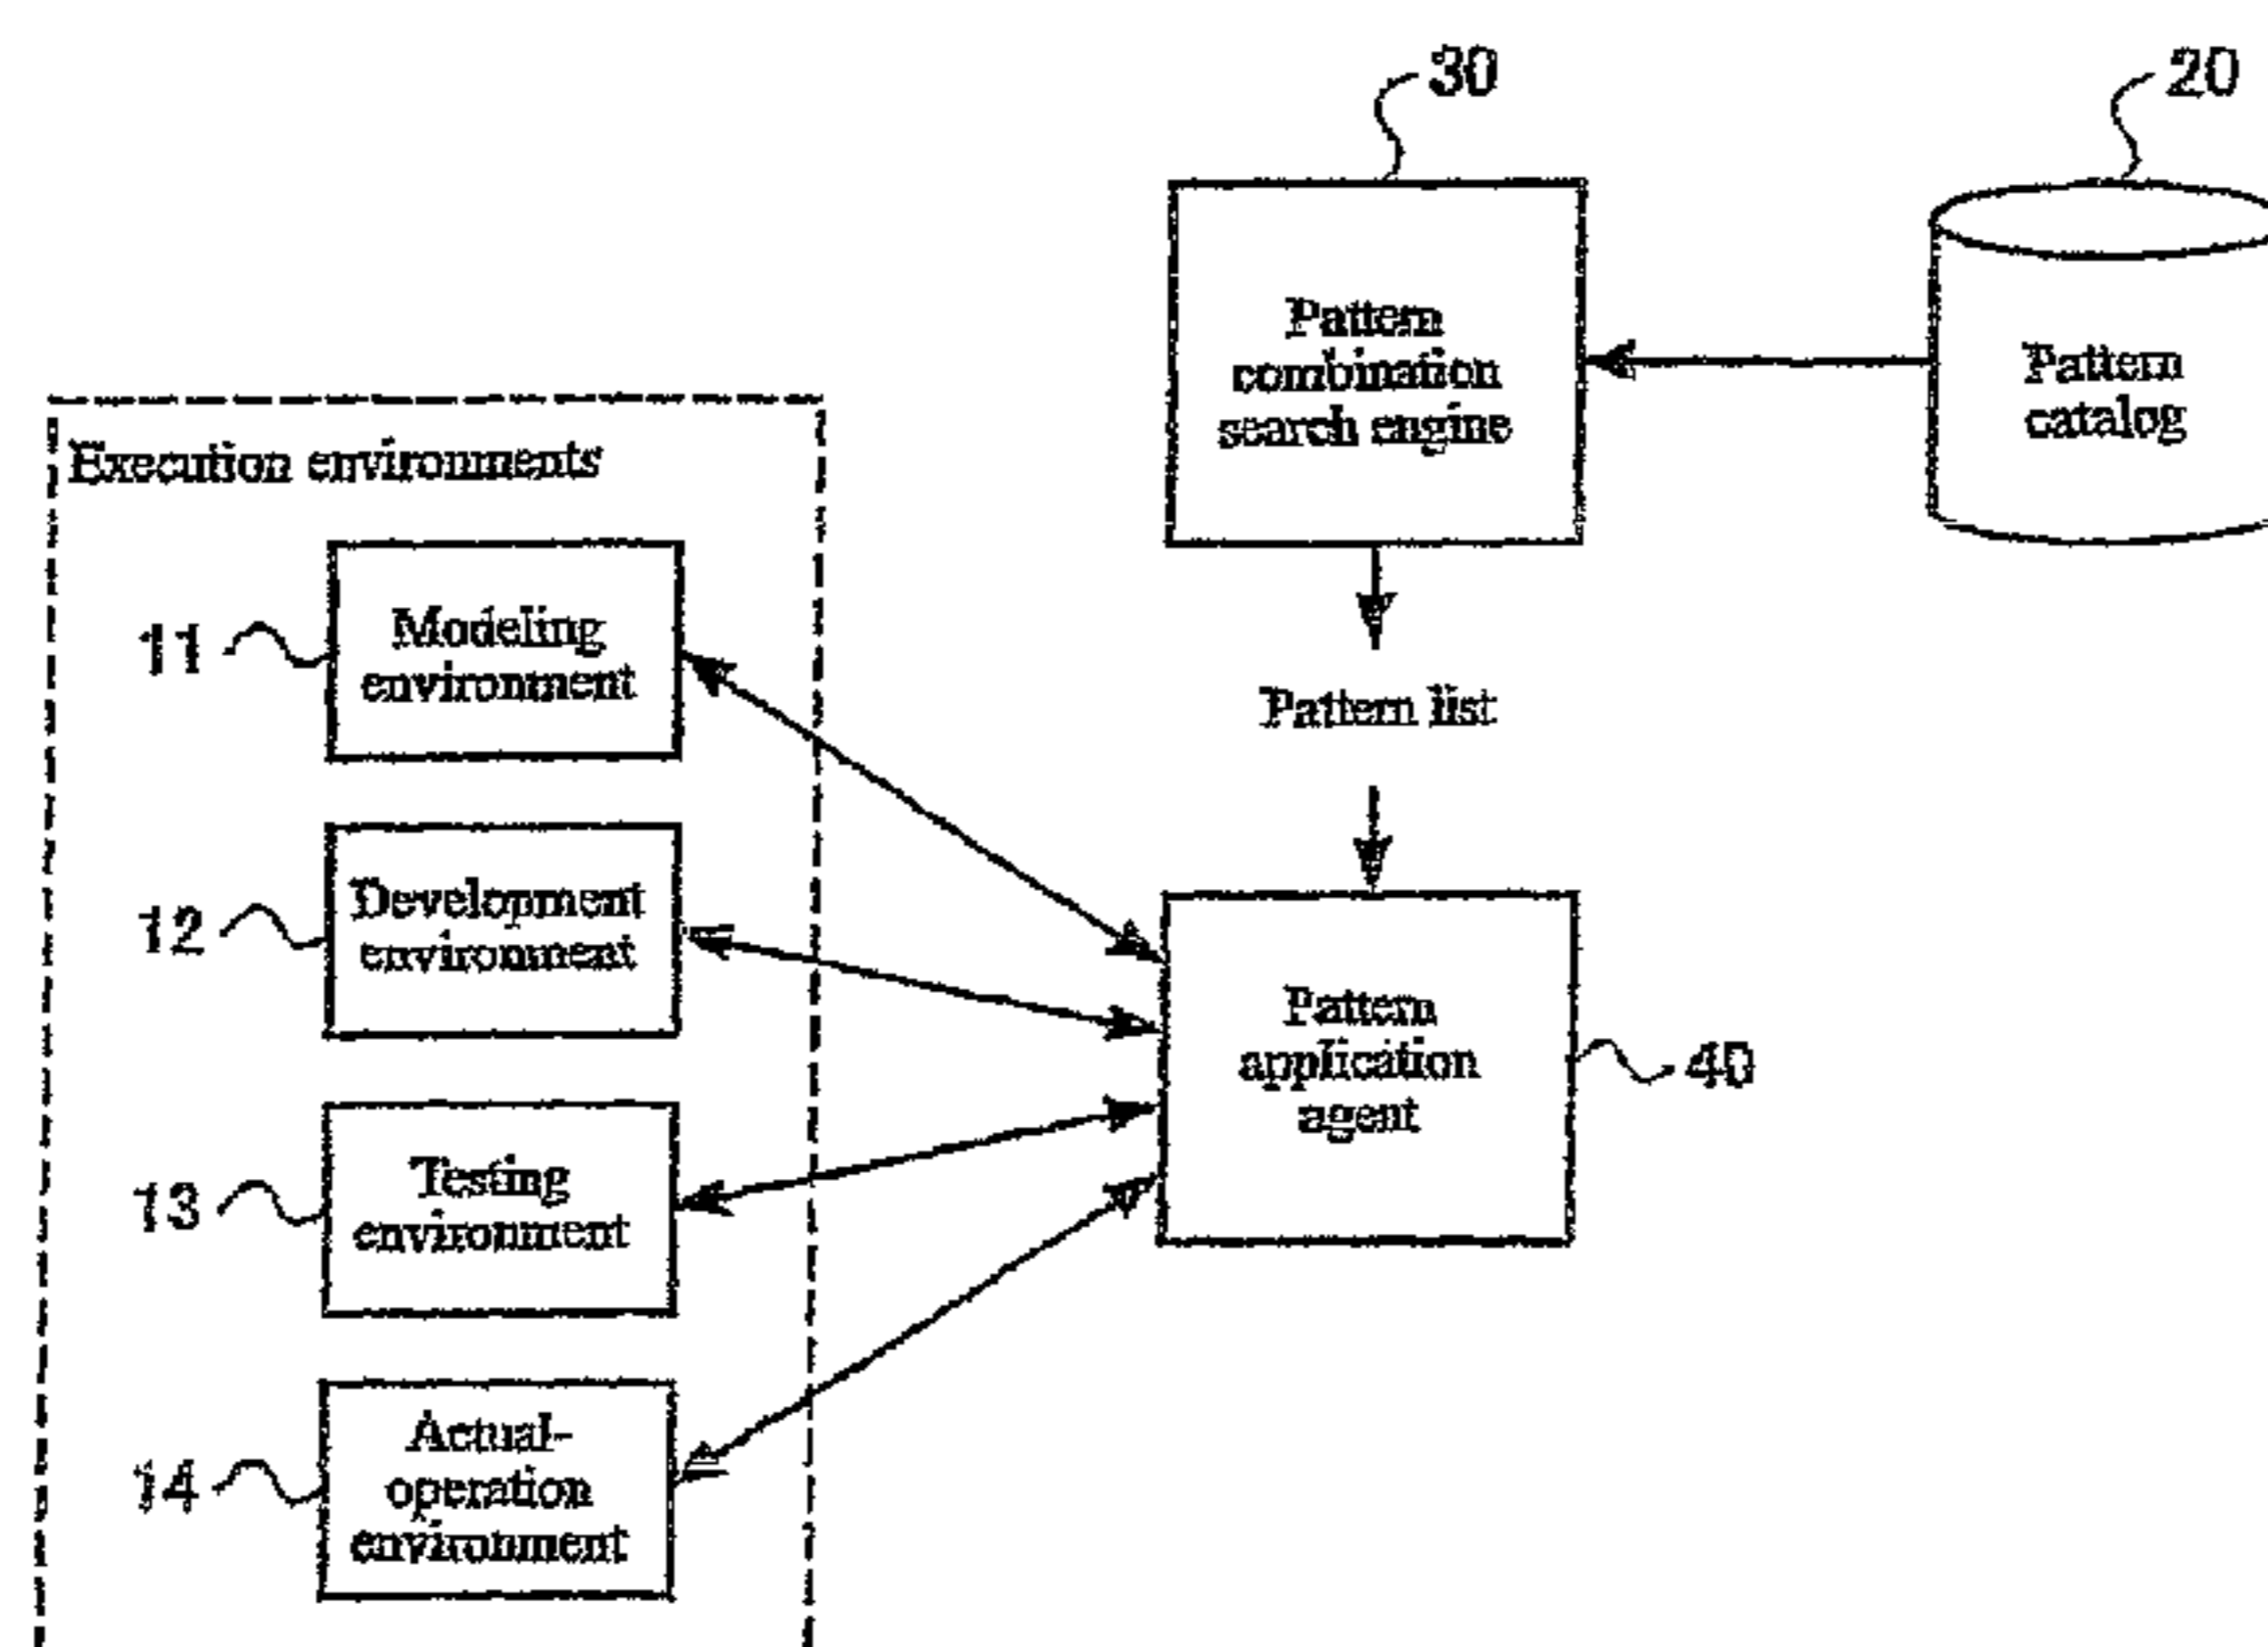 30
20
Pattern
combination
search engine
Pattern
catalog
Execution environments
11
Modeling
environment
Pattern list
12
Development
environment
Pattern
application
agent
40
13
Testing
environment
14
Actual-
operation
environment